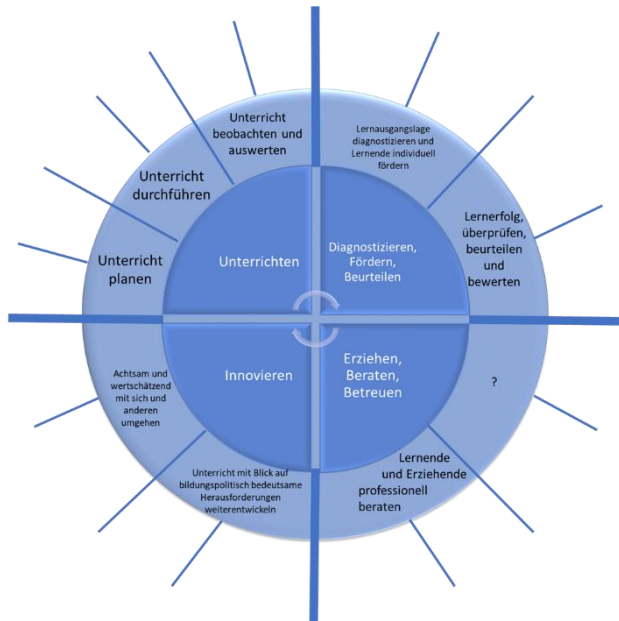 Unterricht
beobachten und
auswerten
Lernausgangslage
diagnostizieren und
Lernende individuell
fördern
Unterricht
durchführen
Lernerfolg,
überprüfen,
beurteilen
und
bewerten
Unterricht
planen
Unterrichten
Diagnostizieren,
Fördern,
Beurteilen
Innovieren
Erziehen,
Beraten,
Betreuen
Achtsam und
wertschätzend
mit sich und
anderen
umgehen
?
Unterricht mit Blick auf
bildungspolitisch bedeutsame
Herausforderungen
weiterentwickeln
Lernende
und Erziehende
professionell
beraten